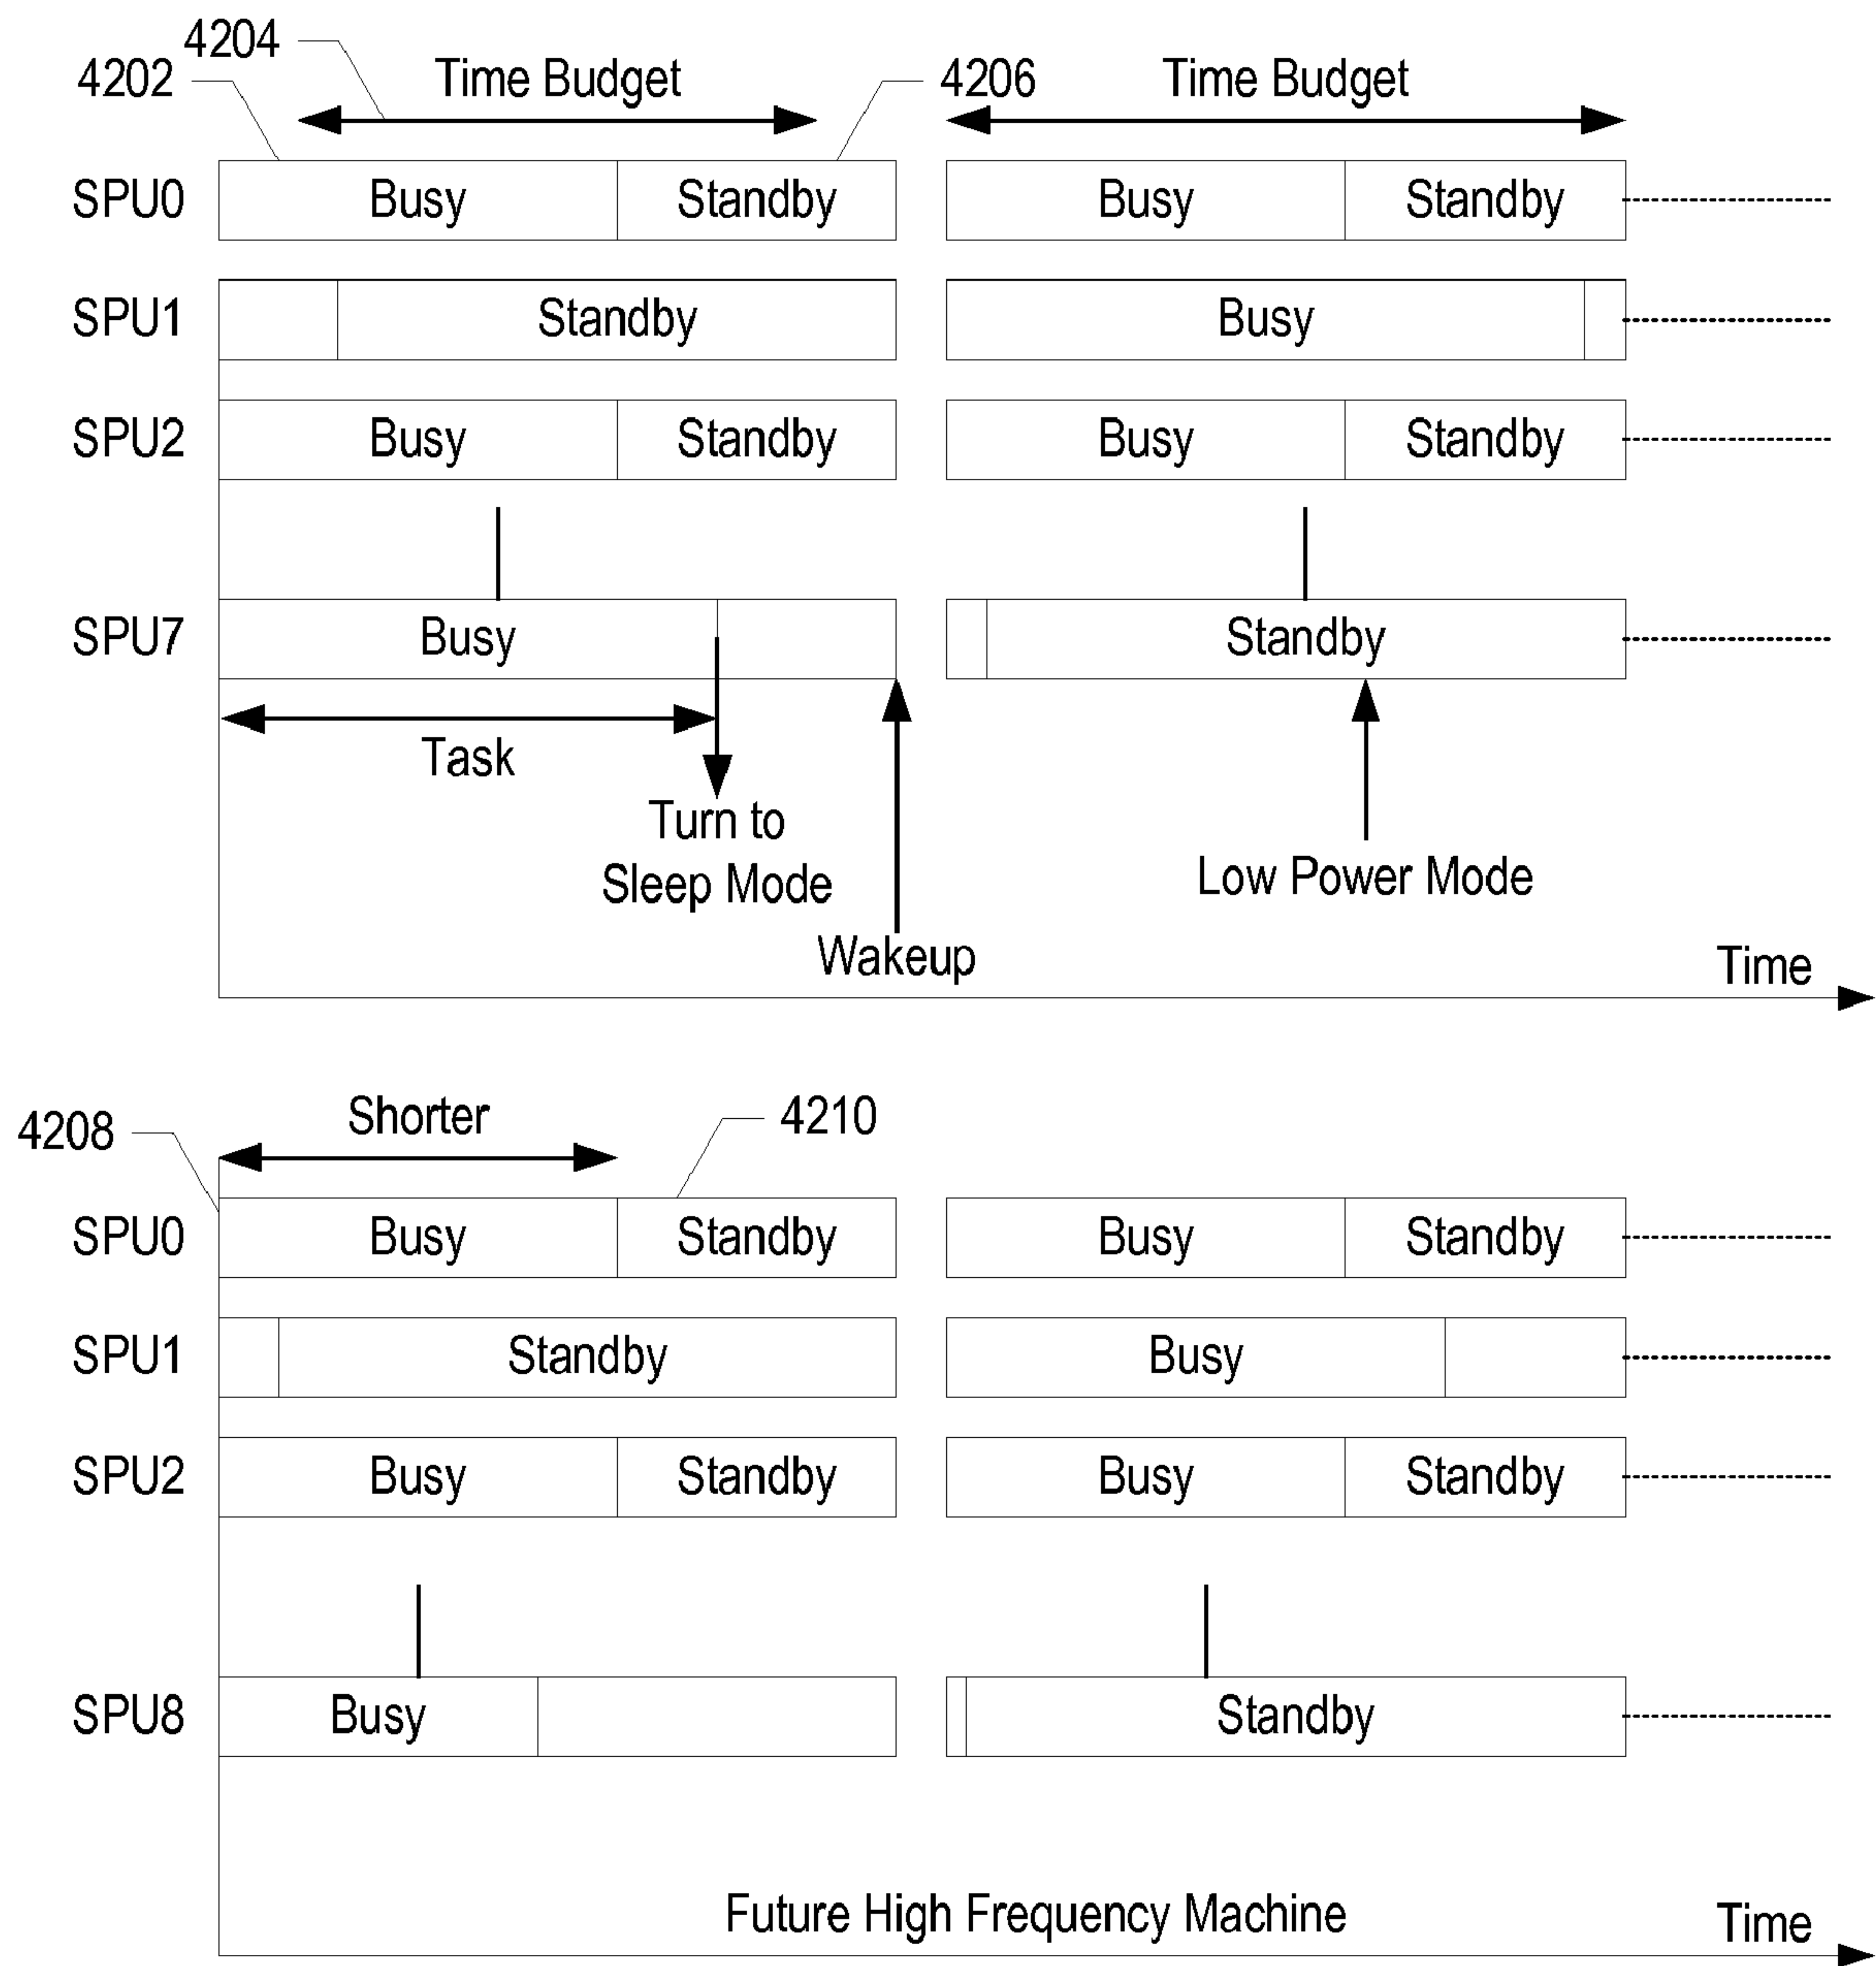 4204
4202 Time Budget 4206 Time Budget
SPU0 Busy Standby Busy Standby
SPU1 Standby Busy
SPU2 Busy Standby Busy Standby
SPU7 Busy Standby
Task
Turn to
Sleep Mode
Low Power Mode
Wakeup
Time
4208 Shorter 4210
SPU0 Busy Standby Busy Standby
SPU1 Standby Busy
SPU2 Busy Standby Busy Standby
SPU8 Busy Standby
Future High Frequency Machine
Time